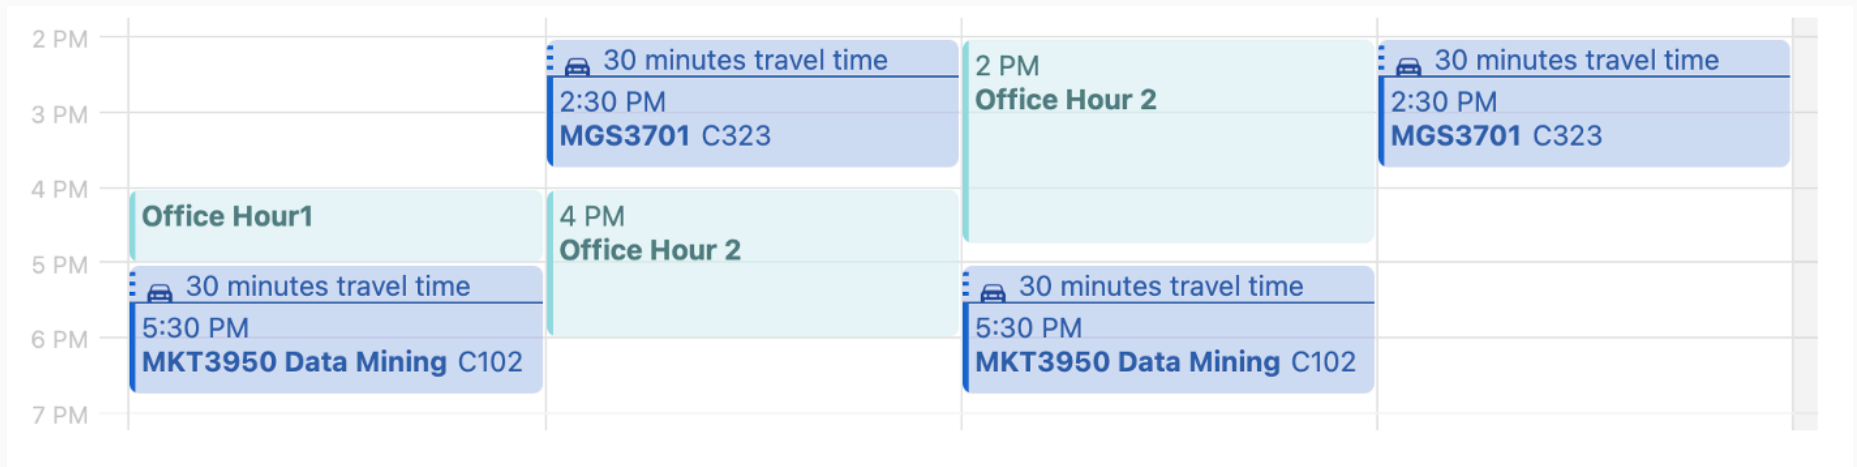 2 PM
3 PM
4 PM
5 PM
6 PM
7 PM
Office Hour1
30 minutes travel time
5:30 PM
MKT3950 Data Mining C102
30 minutes travel time
2:30 PM
MGS3701 C323
4 PM
Office Hour 2
2 PM
Office Hour 2
30 minutes travel time
5:30 PM
MKT3950 Data Mining C102
30 minutes travel time
2:30 PM
MGS3701 C323